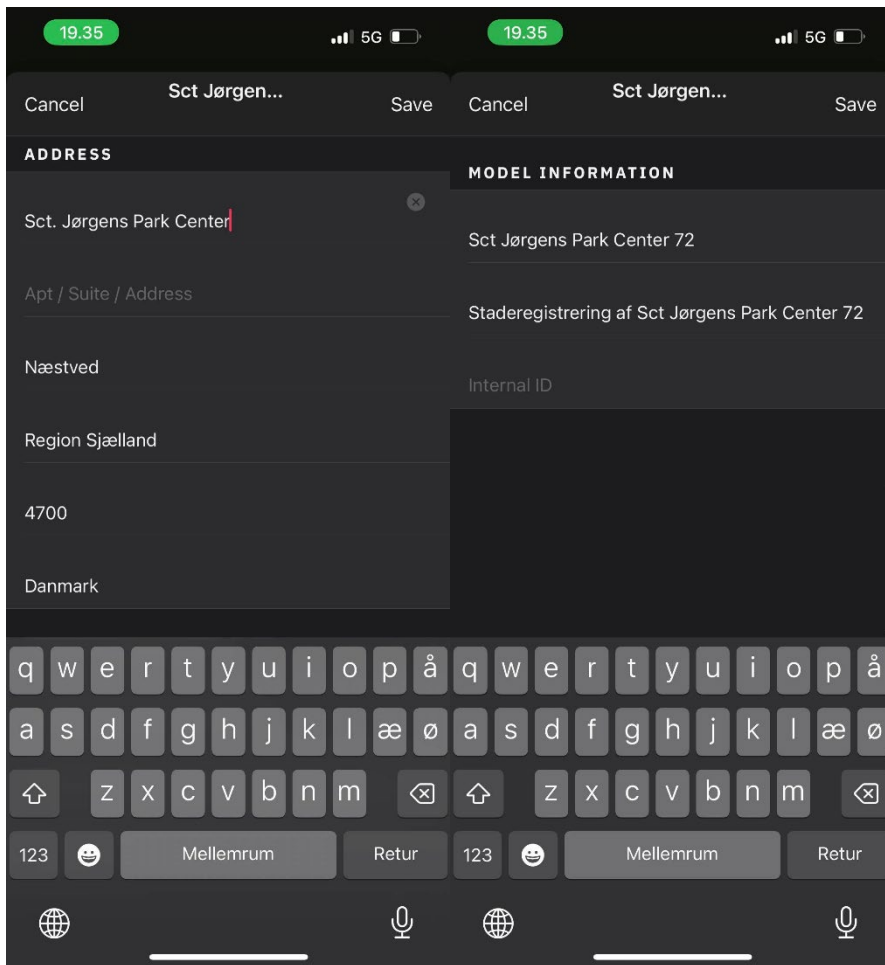 19.35
5G
Cancel
Sct Jørgen...
Save
ADDRESS
Sct. Jørgens Park Center
Apt / Suite / Address
Næstved
Region Sjælland
4700
Danmark
q w e r t y u i o p å
a s d f g h j k l æ ø
z x c v b n m
123
Mellemrum
Retur
19.35
5G
Cancel
Sct Jørgen...
Save
MODEL INFORMATION
Sct Jørgens Park Center 72
Staderegistrering af Sct Jørgens Park Center 72
Internal ID
q w e r t y u i o p å
a s d f g h j k l æ ø
z x c v b n m
123
Mellemrum
Retur